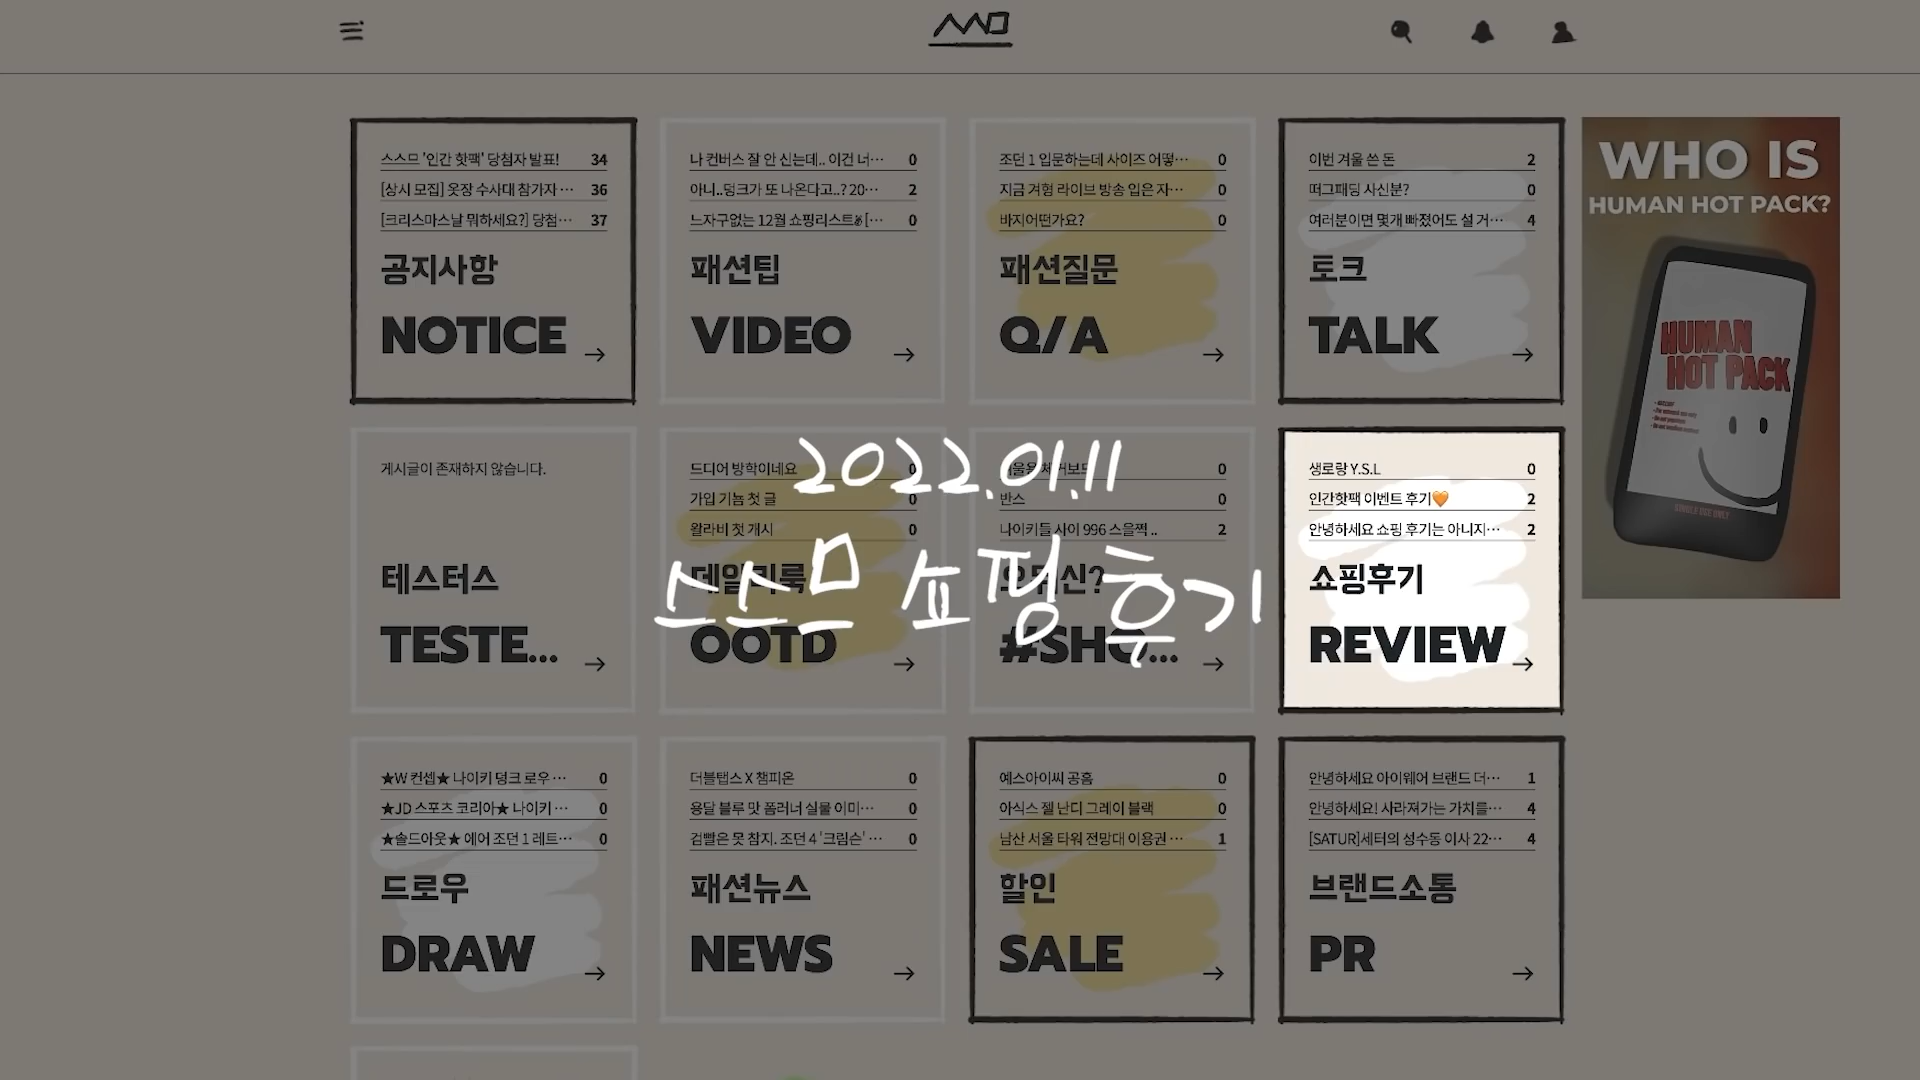 ㅅㅅㅁ
스스므 '인간 핫팩' 당첨자 발표! 34
[상시 모집] 옷장 수사대 참가자 … 36
[크리스마스날 뭐하세요?] 당첨… 37
공지사항
NOTICE →
나 컨버스 잘 안 신는데.. 이건 너… 0
아니..덩크가 또 나온다고..? 20… 2
느자구없는 12월 쇼핑리스트✌[… 0
패션팁
VIDEO →
조던 1 입문하는데 사이즈 어떻… 0
지금 겨험 라이브 방송 입은 자… 0
바지어떤가요? 0
패션질문
Q/A →
이번 겨울 쓴 돈 2
떠그패딩 사신분? 0
여러분이면 몇개 빠졌어도 설 거… 4
토크
TALK →
WHO IS
HUMAN HOT PACK?
HUMAN
HOT PACK
SINGLE USE ONLY
2022.01.11
스스므 쇼핑 후기
게시글이 존재하지 않습니다.
테스터스
TESTE... →
드디어 방학이네요 0
가입 기념 첫 글 0
왈라비 첫 개시 0
데일리룩
OOTD →
0
반스 0
나이키들 사이 996 스을쩍 .. 2
#SHO... →
생로랑 Y.S.L 0
인간핫팩 이벤트 후기🧡 2
안녕하세요 쇼핑 후기는 아니지… 2
쇼핑후기
REVIEW →
★W 컨셉★ 나이키 덩크 로우 … 0
★JD 스포츠 코리아★ 나이키 … 0
★솔드아웃★ 에어 조던 1 레트… 0
드로우
DRAW →
더블탭스 X 챔피온 0
용달 블루 맛 폼러너 실물 이미… 0
검빨은 못 참지. 조던 4 '크림슨' … 0
패션뉴스
NEWS →
예스아이씨 공홈 0
아식스 젤 난디 그레이 블랙 0
남산 서울 타워 전망대 이용권 … 1
할인
SALE →
안녕하세요 아이웨어 브랜드 더… 1
안녕하세요! 사라져가는 가치를… 4
[SATUR]세터의 성수동 이사 22… 4
브랜드소통
PR →